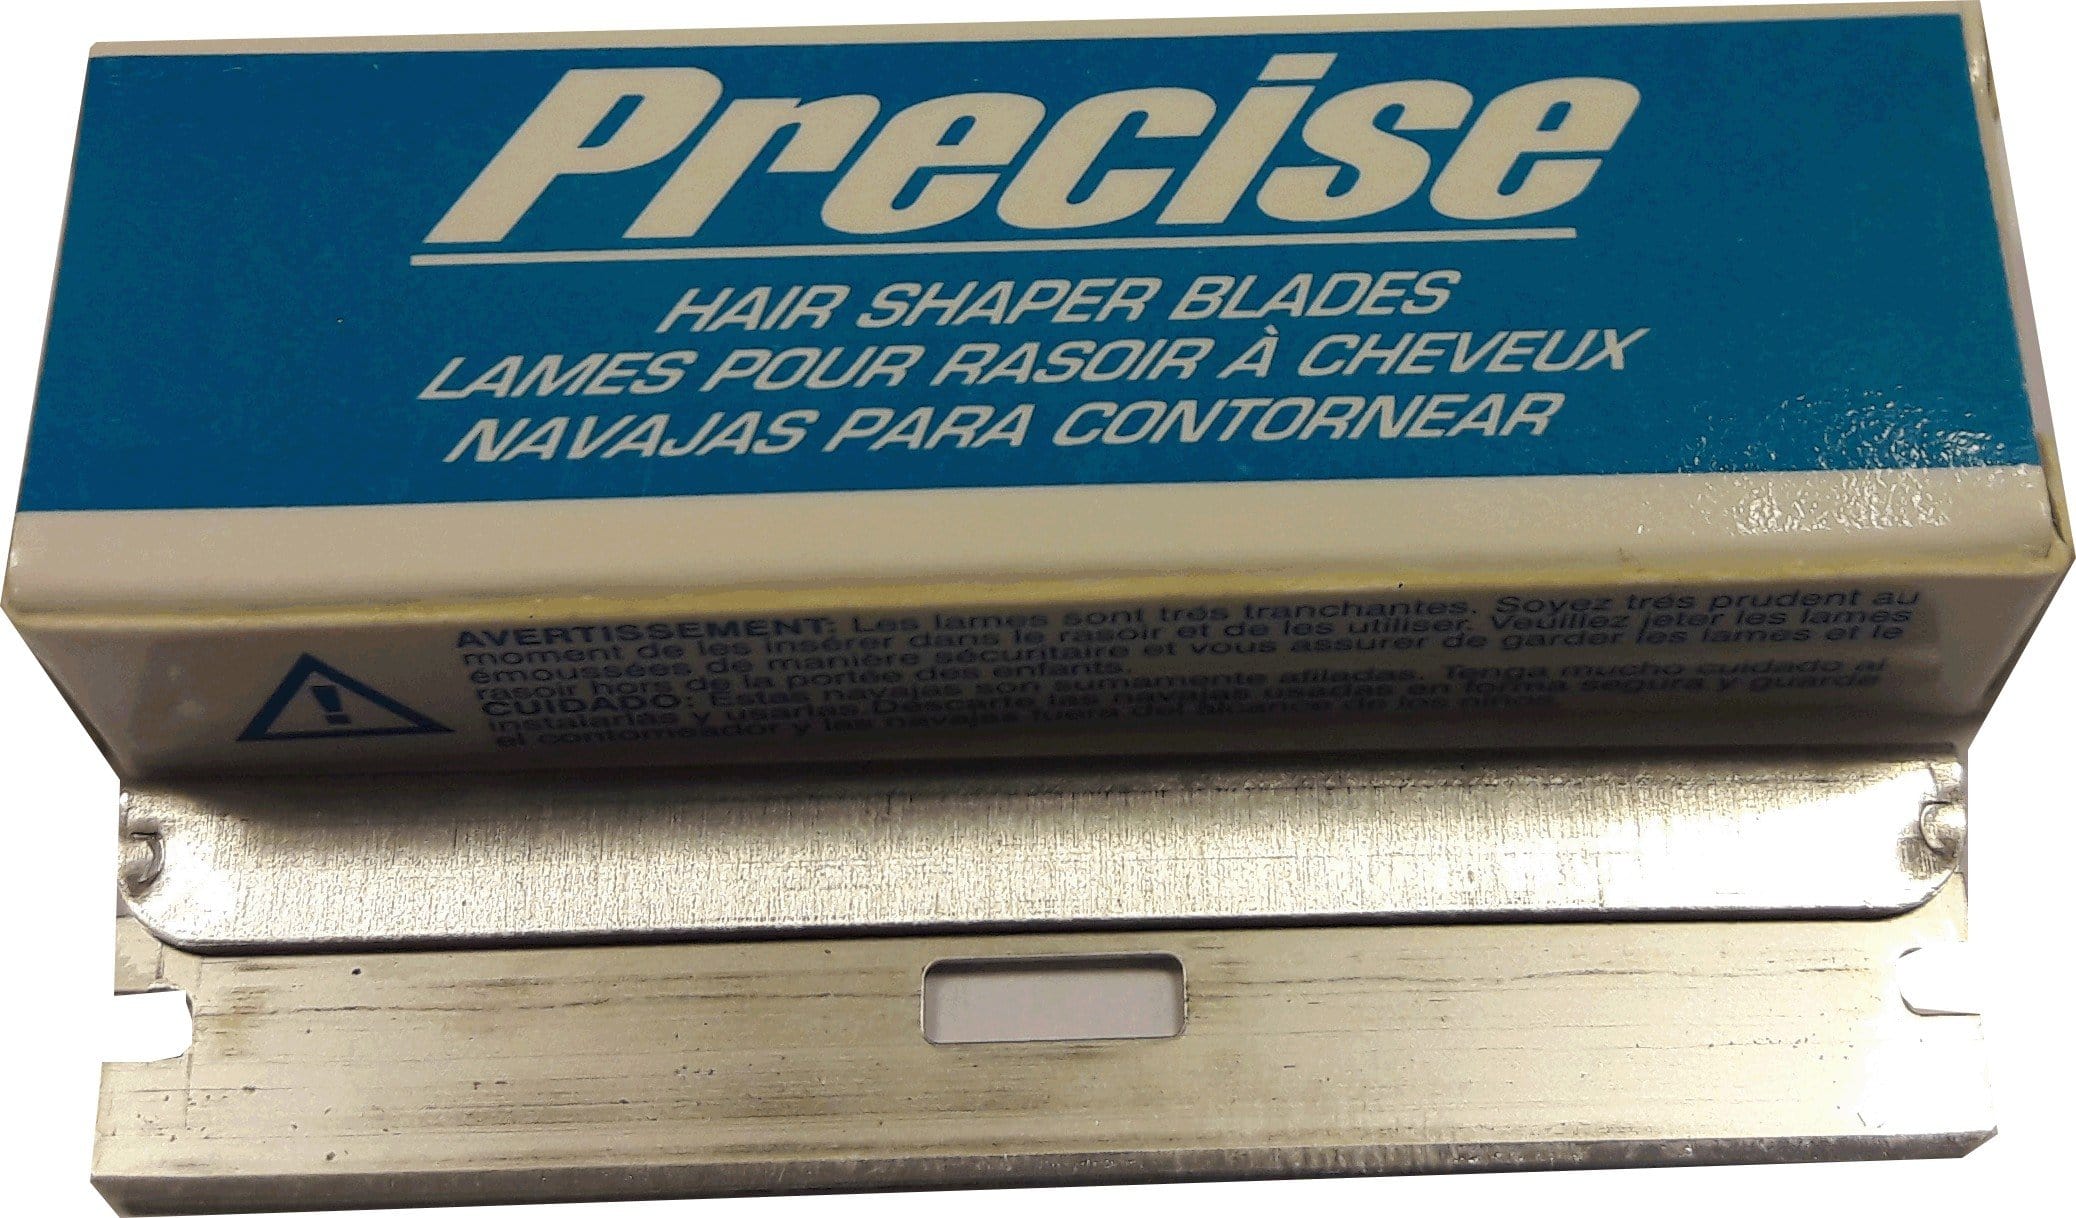 Precise
HAIR SHAPER BLADES
LAMES POUR RASOIR À CHEVEUX
NAVAJAS PARA CONTORNEAR
AVERTISSEMENT: Les lames sont trés tranchantes. Soyez trés prudent au
moment de les insérer dans le rasoir et de les utiliser. Veuillez jeter les lames
émoussées de manière sécuritaire et vous assurer de garder les lames et le
rasoir hors de la portée des enfants.
CUIDADO: Estas navajas son sumamente afiladas. Tenga mucho cuidado al
instalarlas y usarlas Descarte las navajas usadas en forma segura y guarde
el contorneador y las navajas fuera del alcance de los niños.